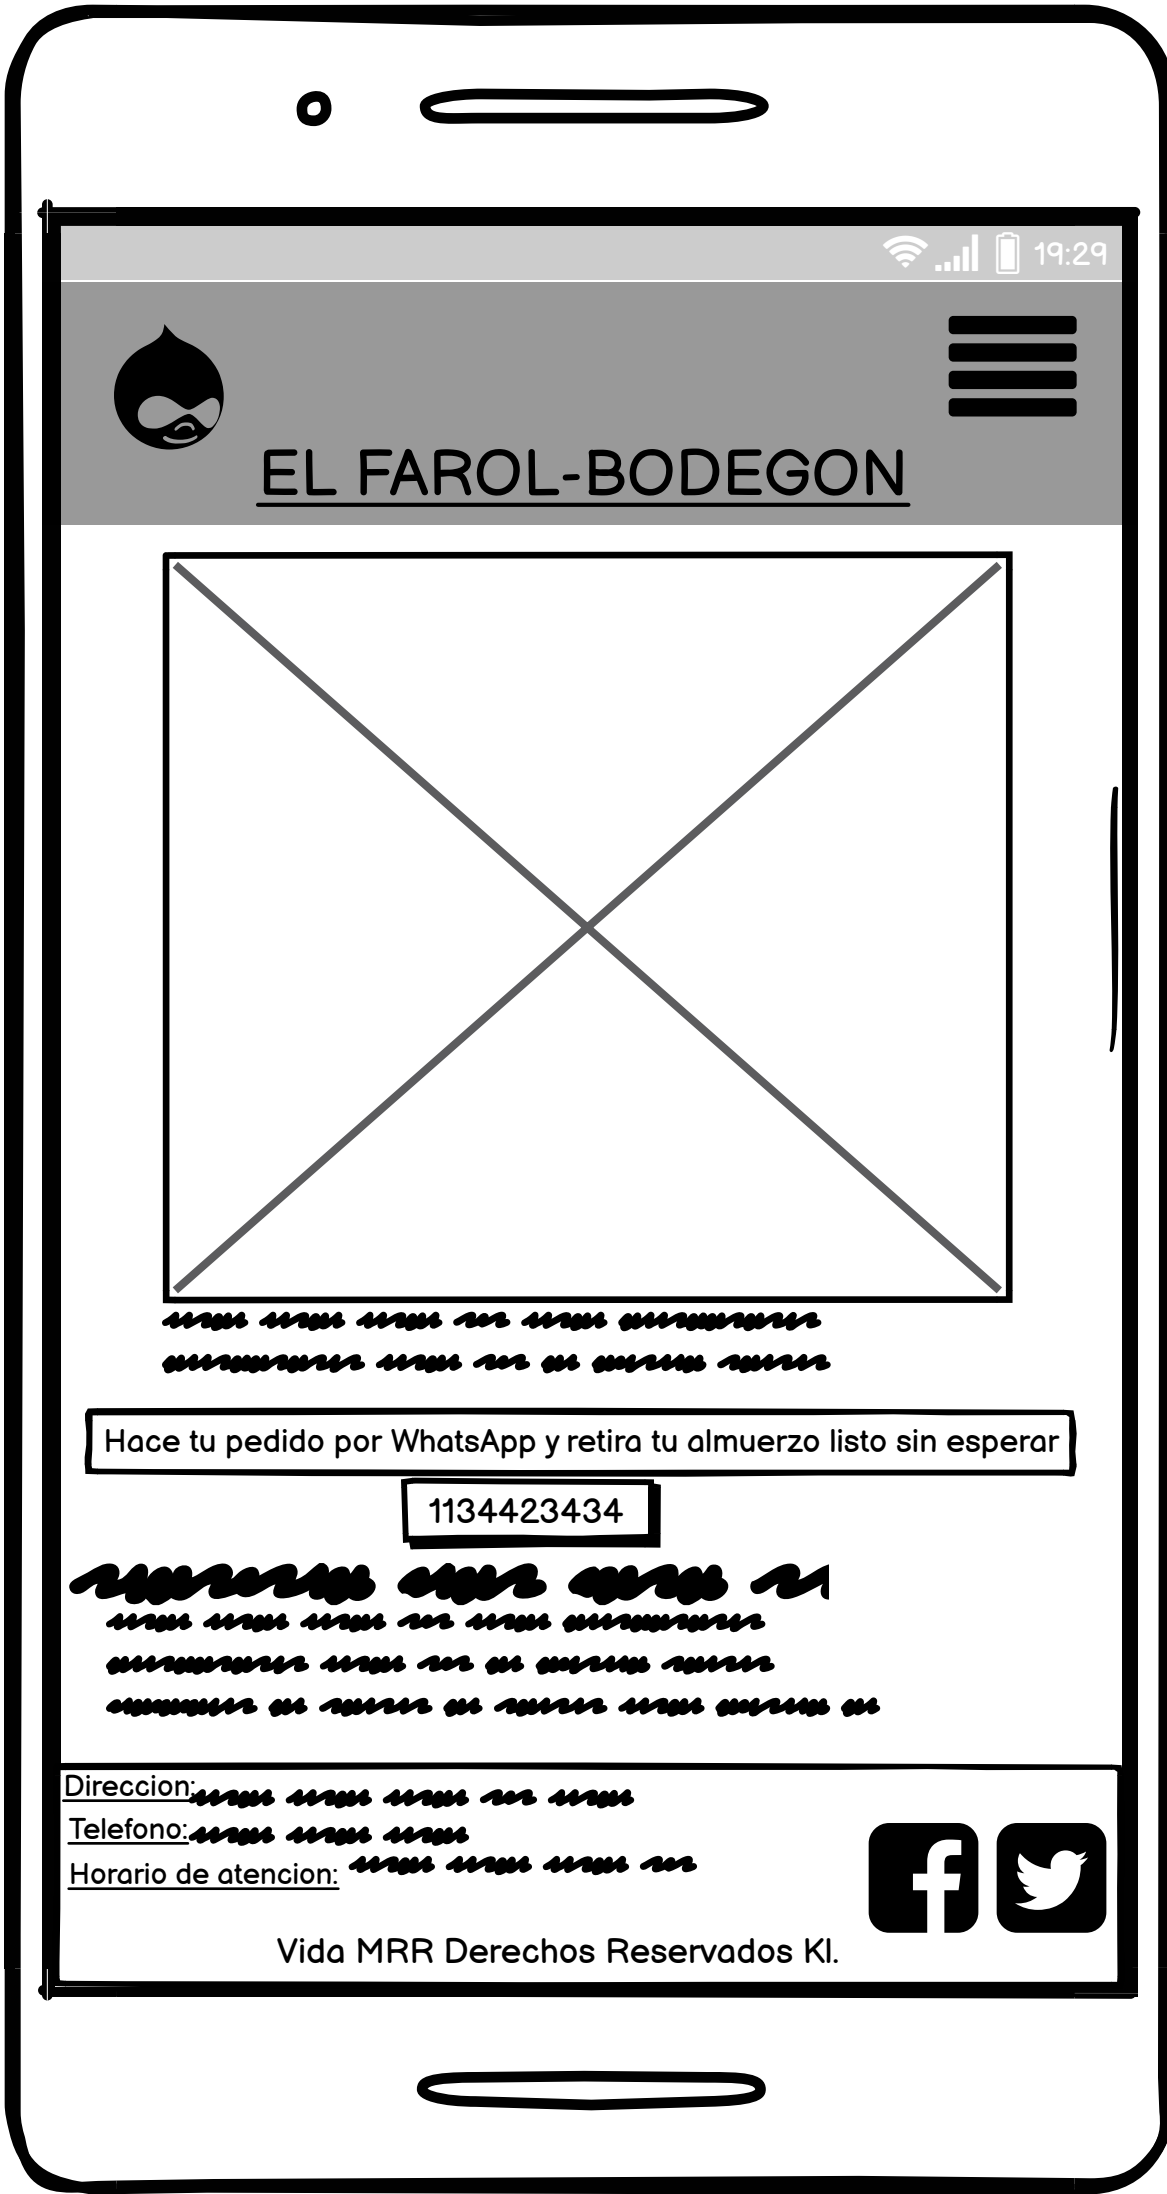 19:29
EL FAROL-BODEGON
Hace tu pedido por WhatsApp y retira tu almuerzo listo sin esperar
1134423434
Direccion:
Telefono:
Horario de atencion:
Vida MRR Derechos Reservados Kl.